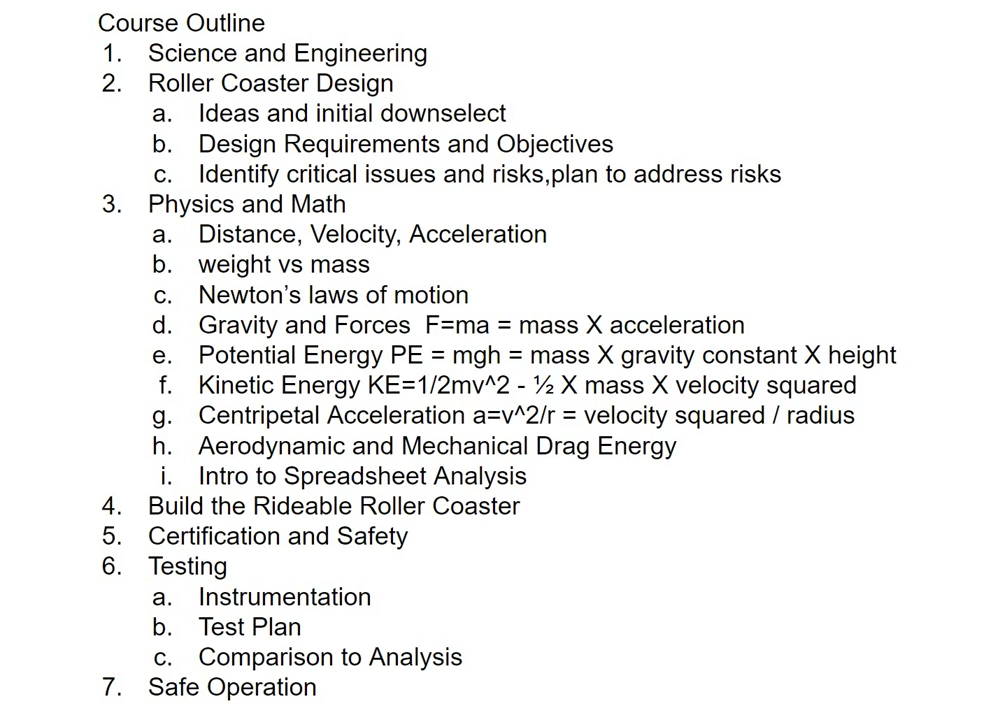 Course Outline
1. Science and Engineering
2. Roller Coaster Design
a. Ideas and initial downselect
b. Design Requirements and Objectives
c. Identify critical issues and risks,plan to address risks
3. Physics and Math
a. Distance, Velocity, Acceleration
b. weight vs mass
c. Newton's laws of motion
d. Gravity and Forces  F=ma = mass X acceleration
e. Potential Energy PE = mgh = mass X gravity constant X height
f. Kinetic Energy KE=1/2mv^2 - ½ X mass X velocity squared
g. Centripetal Acceleration a=v^2/r = velocity squared / radius
h. Aerodynamic and Mechanical Drag Energy
i. Intro to Spreadsheet Analysis
4. Build the Rideable Roller Coaster
5. Certification and Safety
6. Testing
a. Instrumentation
b. Test Plan
c. Comparison to Analysis
7. Safe Operation